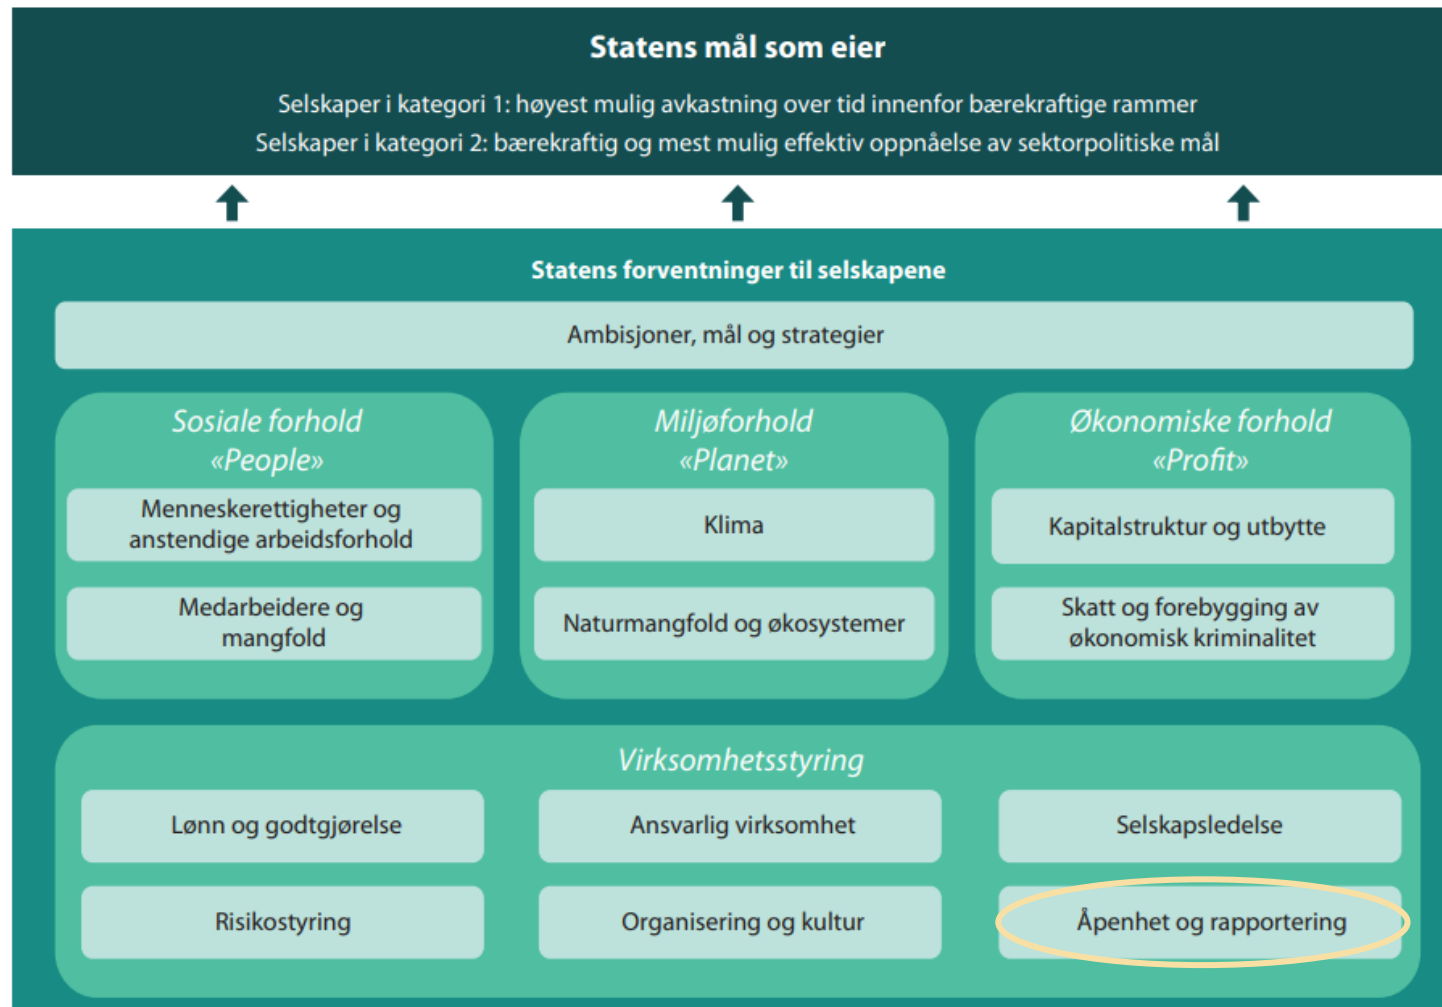 Statens mål som eier
Selskaper i kategori 1: høyest mulig avkastning over tid innenfor bærekraftige rammer
Selskaper i kategori 2: bærekraftig og mest mulig effektiv oppnåelse av sektorpolitiske mål
Statens forventninger til selskapene
Ambisjoner, mål og strategier
Sosiale forhold
«People»
Menneskerettigheter og
anstendige arbeidsforhold
Medarbeidere og
mangfold
Miljøforhold
«Planet»
Klima
Naturmangfold og økosystemer
Økonomiske forhold
«Profit»
Kapitalstruktur og utbytte
Skatt og forebygging av
økonomisk kriminalitet
Virksomhetsstyring
Lønn og godtgjørelse
Ansvarlig virksomhet
Selskapsledelse
Risikostyring
Organisering og kultur
Åpenhet og rapportering